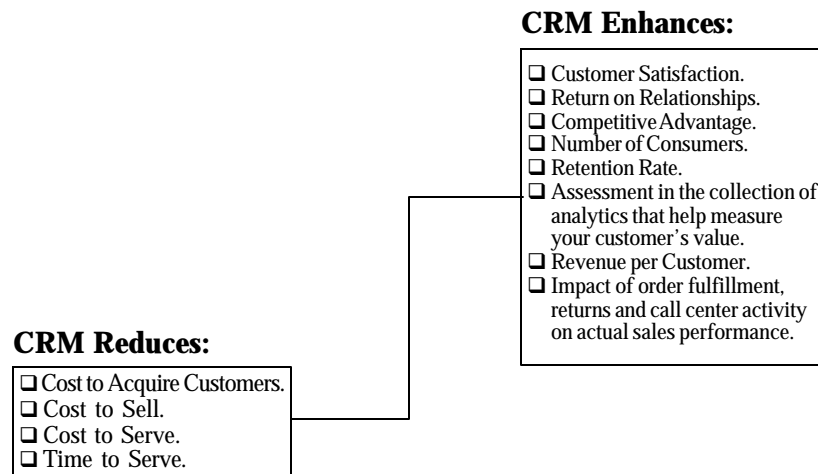 CRM Enhances:
❑ Customer Satisfaction.
❑ Return on Relationships.
❑ Competitive Advantage.
❑ Number of Consumers.
❑ Retention Rate.
❑ Assessment in the collection of
analytics that help measure
your customer's value.
❑ Revenue per Customer.
❑ Impact of order fulfillment,
returns and call center activity
on actual sales performance.
CRM Reduces:
❑ Cost to Acquire Customers.
❑ Cost to Sell.
❑ Cost to Serve.
❑ Time to Serve.